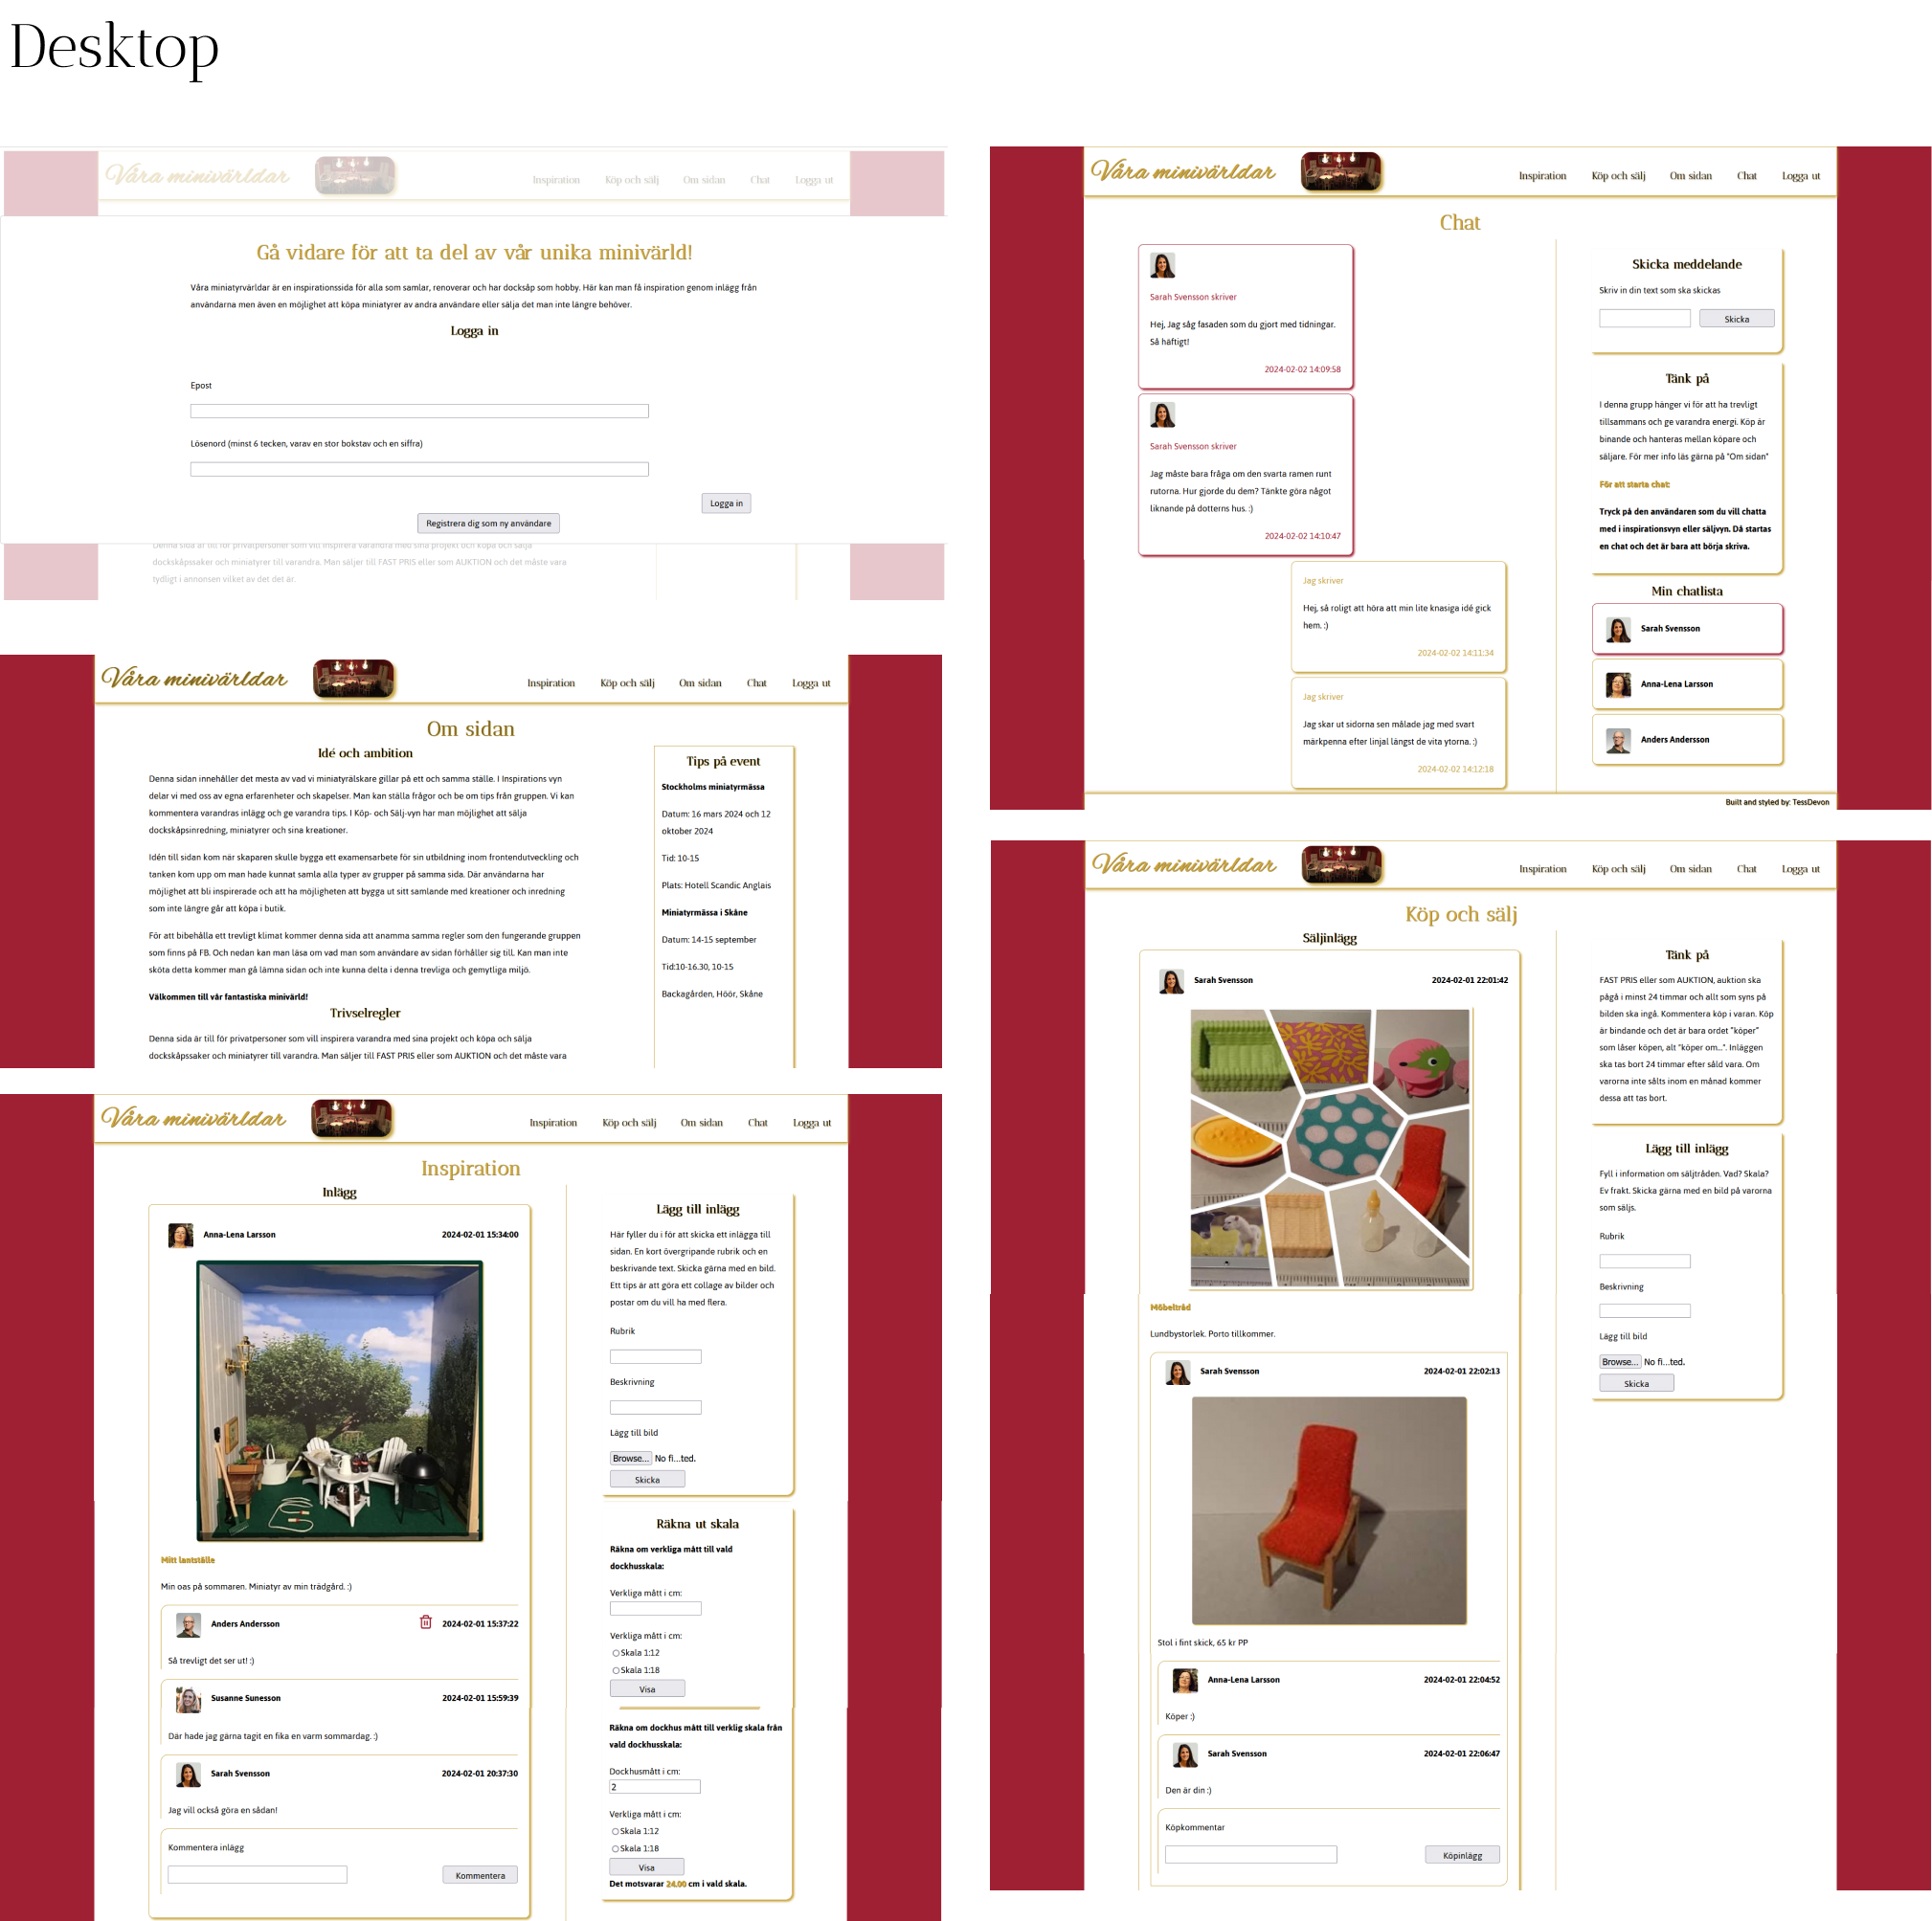 Desktop
Våra minivärldar
Inspiration Köp och sälj Om sidan Chat Logga ut
Gå vidare för att ta del av vår unika minivärld!
Våra miniatyrvärldar är en inspirationssida för alla som samlar, renoverar och har docksåp som hobby. Här kan man få inspiration genom inlägg från
användarna men även en möjlighet att köpa miniatyrer av andra användare eller sälja det man inte längre behöver.
Logga in
Epost
Lösenord (minst 6 tecken, varav en stor bokstav och en siffra)
Logga in
Registrera dig som ny användare
Denna sida är till för privatpersoner som vill inspirera varandra med sina projekt och köpa och sälja
dockskåpssaker och miniatyrer till varandra. Man säljer till FAST PRIS eller som AUKTION och det måste vara
tydligt i annonsen vilket av det det är.
Våra minivärldar
Inspiration Köp och sälj Om sidan Chat Logga ut
Om sidan
Idé och ambition
Denna sidan innehåller det mesta av vad vi miniatyrälskare gillar på ett och samma ställe. I Inspirations vyn
delar vi med oss av egna erfarenheter och skapelser. Man kan ställa frågor och be om tips från gruppen. Vi kan
kommentera varandras inlägg och ge varandra tips. I Köp- och Sälj-vyn har man möjlighet att sälja
dockskåpsinredning, miniatyrer och sina kreationer.
Idén till sidan kom när skaparen skulle bygga ett examensarbete för sin utbildning inom frontendutveckling och
tanken kom upp om man hade kunnat samla alla typer av grupper på samma sida. Där användarna har
möjlighet att bli inspirerade och att ha möjligheten att bygga ut sitt samlande med kreationer och inredning
som inte längre går att köpa i butik.
För att bibehålla ett trevligt klimat kommer denna sida att anamma samma regler som den fungerande gruppen
som finns på FB. Och nedan kan man läsa om vad man som användare av sidan förhåller sig till. Kan man inte
sköta detta kommer man gå lämna sidan och inte kunna delta i denna trevliga och gemytliga miljö.
Välkommen till vår fantastiska minivärld!
Trivselregler
Denna sida är till för privatpersoner som vill inspirera varandra med sina projekt och köpa och sälja
dockskåpssaker och miniatyrer till varandra. Man säljer till FAST PRIS eller som AUKTION och det måste vara
Tips på event
Stockholms miniatyrmässa
Datum: 16 mars 2024 och 12
oktober 2024
Tid: 10-15
Plats: Hotell Scandic Anglais
Miniatyrmässa i Skåne
Datum: 14-15 september
Tid:10-16.30, 10-15
Backagården, Höör, Skåne
Våra minivärldar
Inspiration Köp och sälj Om sidan Chat Logga ut
Inspiration
Inlägg
Anna-Lena Larsson 2024-02-01 15:34:00
Mitt lantställe
Min oas på sommaren. Miniatyr av min trädgård. :)
Anders Andersson 2024-02-01 15:37:22
Så trevligt det ser ut! :)
Susanne Sunesson 2024-02-01 15:59:39
Där hade jag gärna tagit en fika en varm sommardag. :)
Sarah Svensson 2024-02-01 20:37:30
Jag vill också göra en sådan!
Kommentera inlägg
Kommentera
Lägg till inlägg
Här fyller du i för att skicka ett inlägga till
sidan. En kort övergripande rubrik och en
beskrivande text. Skicka gärna med en bild.
Ett tips är att göra ett collage av bilder och
postar om du vill ha med flera.
Rubrik
Beskrivning
Lägg till bild
Browse... No fi...ted.
Skicka
Räkna ut skala
Räkna om verkliga mått till vald
dockhusskala:
Verkliga mått i cm:
Verkliga mått i cm:
Skala 1:12
Skala 1:18
Visa
Räkna om dockhus mått till verklig skala från
vald dockhusskala:
Dockhusmått i cm:
2
Verkliga mått i cm:
Skala 1:12
Skala 1:18
Visa
Det motsvarar 24.00 cm i vald skala.
Våra minivärldar
Inspiration Köp och sälj Om sidan Chat Logga ut
Chat
Sarah Svensson skriver
Hej, Jag såg fasaden som du gjort med tidningar.
Så häftigt!
2024-02-02 14:09:58
Sarah Svensson skriver
Jag måste bara fråga om den svarta ramen runt
rutorna. Hur gjorde du dem? Tänkte göra något
liknande på dotterns hus. :)
2024-02-02 14:10:47
Jag skriver
Hej, så roligt att höra att min lite knasiga idé gick
hem. :)
2024-02-02 14:11:34
Jag skriver
Jag skar ut sidorna sen målade jag med svart
märkpenna efter linjal längst de vita ytorna. :)
2024-02-02 14:12:18
Skicka meddelande
Skriv in din text som ska skickas
Skicka
Tänk på
I denna grupp hänger vi för att ha trevligt
tillsammans och ge varandra energi. Köp är
binande och hanteras mellan köpare och
säljare. För mer info läs gärna på "Om sidan"
För att starta chat:
Tryck på den användaren som du vill chatta
med i inspirationsvyn eller säljvyn. Då startas
en chat och det är bara att börja skriva.
Min chatlista
Sarah Svensson
Anna-Lena Larsson
Anders Andersson
Built and styled by: TessDevon
Våra minivärldar
Inspiration Köp och sälj Om sidan Chat Logga ut
Köp och sälj
Säljinlägg
Sarah Svensson 2024-02-01 22:01:42
Möbeltråd
Lundbystorlek. Porto tillkommer.
Sarah Svensson 2024-02-01 22:02:13
Stol i fint skick, 65 kr PP
Anna-Lena Larsson 2024-02-01 22:04:52
Köper :)
Sarah Svensson 2024-02-01 22:06:47
Den är din :)
Köpkommentar
Köpinlägg
Tänk på
FAST PRIS eller som AUKTION, auktion ska
pågå i minst 24 timmar och allt som syns på
bilden ska ingå. Kommentera köp i varan. Köp
är bindande och det är bara ordet "köper"
som låser köpen, alt "köper om...". Inläggen
ska tas bort 24 timmar efter såld vara. Om
varorna inte sålts inom en månad kommer
dessa att tas bort.
Lägg till inlägg
Fyll i information om säljtråden. Vad? Skala?
Ev frakt. Skicka gärna med en bild på varorna
som säljs.
Rubrik
Beskrivning
Lägg till bild
Browse... No fi...ted.
Skicka